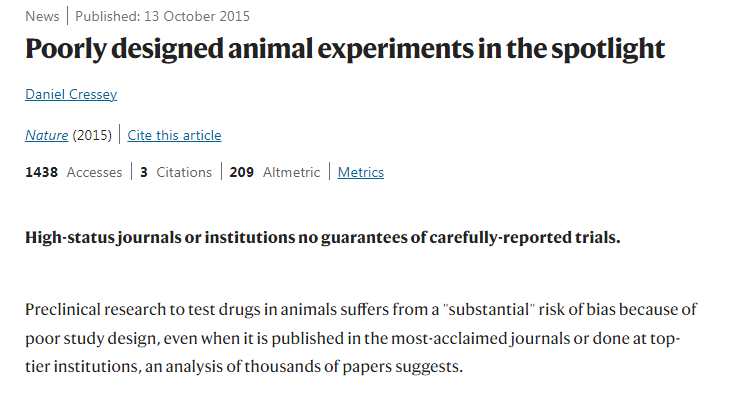 News | Published: 13 October 2015
Poorly designed animal experiments in the spotlight
Daniel Cressey
Nature (2015) | Cite this article
1438 Accesses | 3 Citations | 209 Altmetric | Metrics
High-status journals or institutions no guarantees of carefully-reported trials.
Preclinical research to test drugs in animals suffers from a "substantial" risk of bias because of
poor study design, even when it is published in the most-acclaimed journals or done at top-
tier institutions, an analysis of thousands of papers suggests.